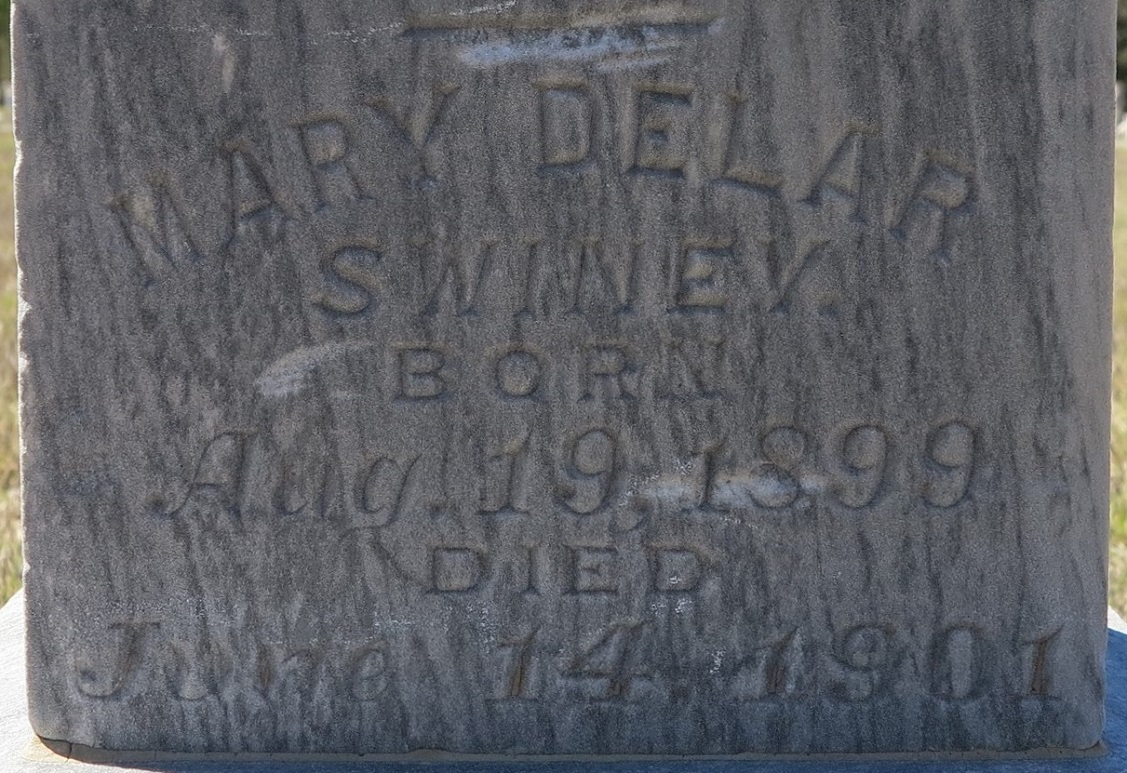 MARY DELAR
SWINEY.
BORN
Aug. 19, 1899
DIED
June 14, 1901